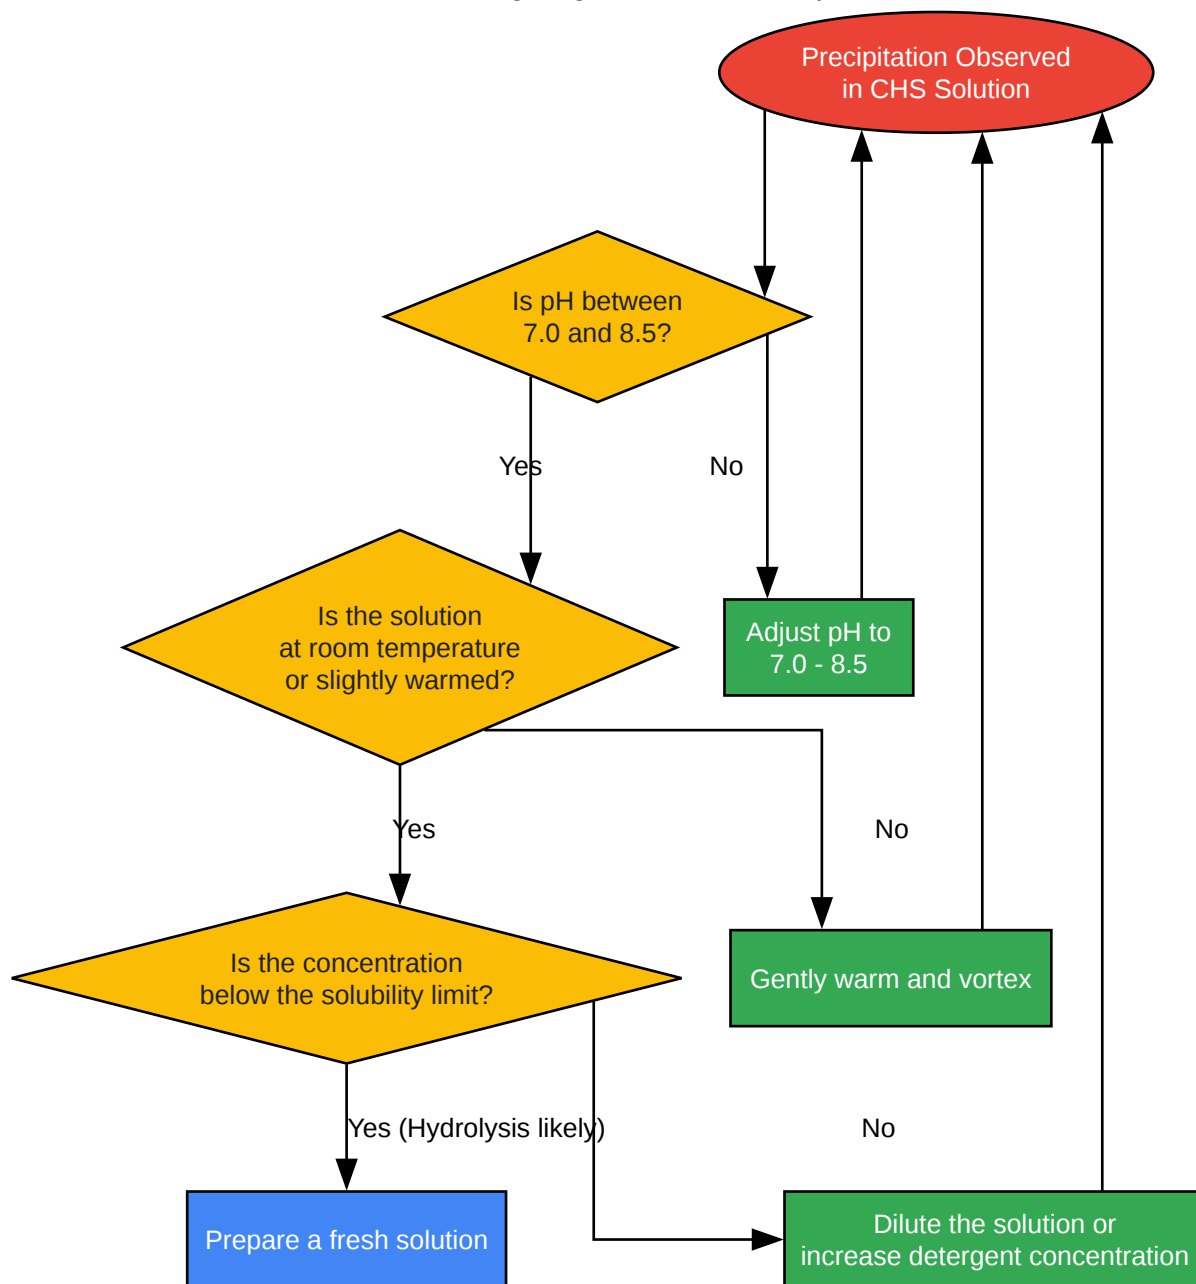 Precipitation Observed
in CHS Solution
Is pH between
7.0 and 8.5?
Yes
No
Is the solution
at room temperature
or slightly warmed?
Adjust pH to
7.0 - 8.5
Yes
No
Is the concentration
below the solubility limit?
Gently warm and vortex
Yes (Hydrolysis likely)
No
Prepare a fresh solution
Dilute the solution or
increase detergent concentration